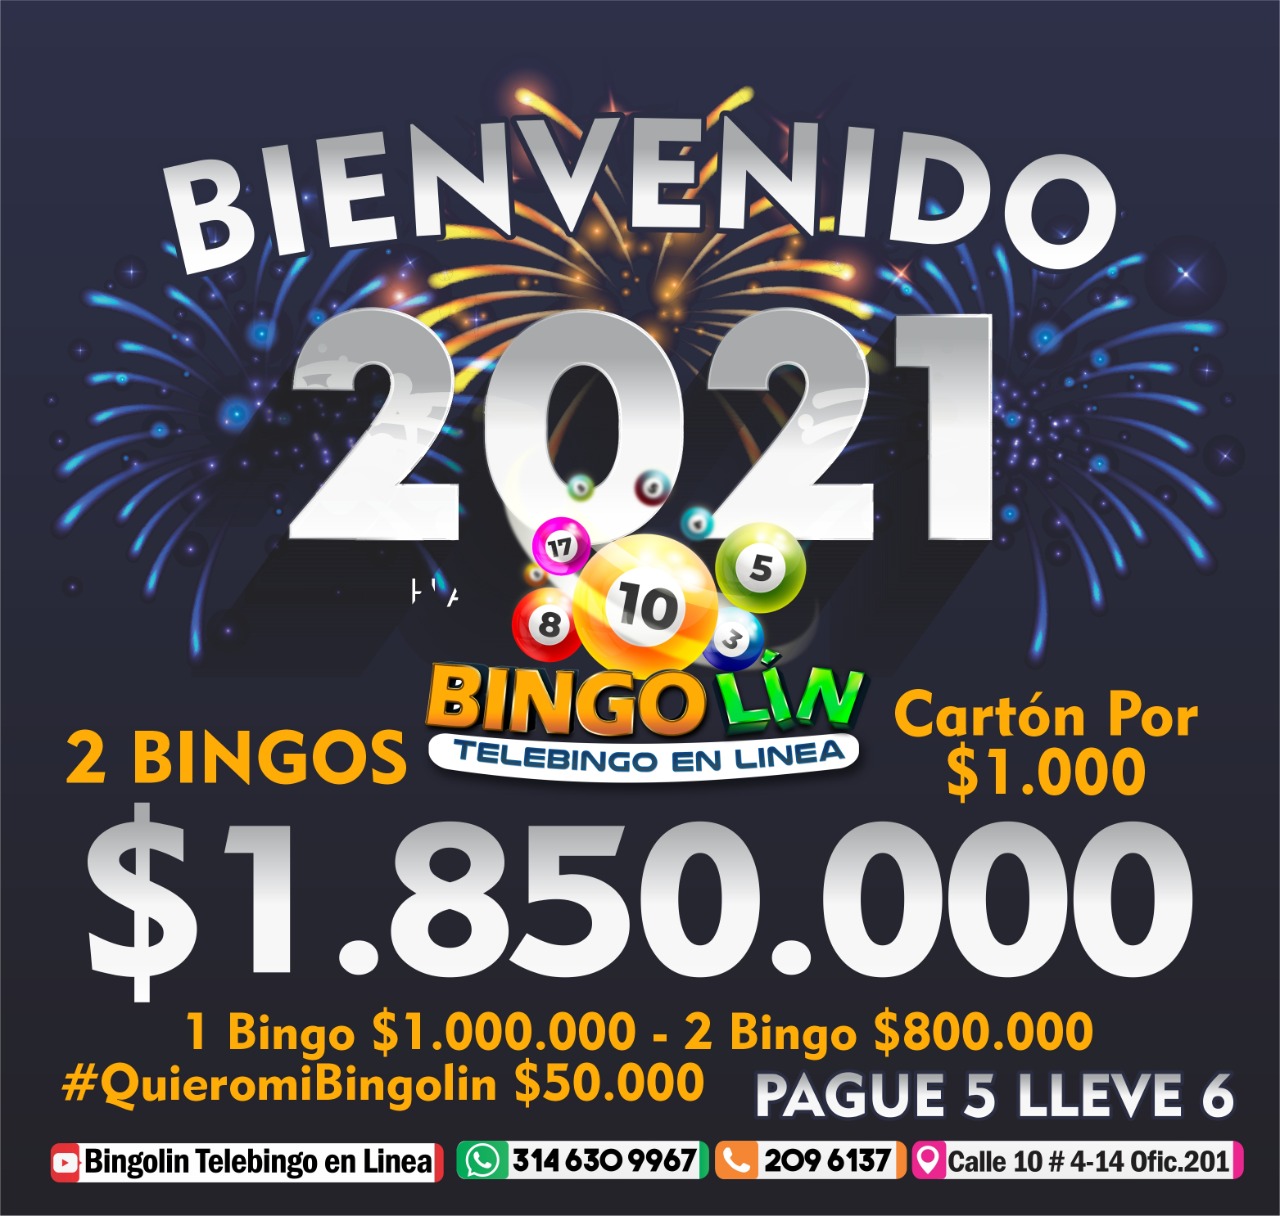 BIENVENIDO
2021
17
10
5
8
3
BINGOLÍN
TELEBINGO EN LINEA
2 BINGOS
Cartón Por
$1.000
$1.850.000
1 Bingo $1.000.000 - 2 Bingo $800.000
#QuieromiBingolin $50.000
PAGUE 5 LLEVE 6
Bingolin Telebingo en Linea
314 630 9967
209 6137
Calle 10 # 4-14 Ofic.201